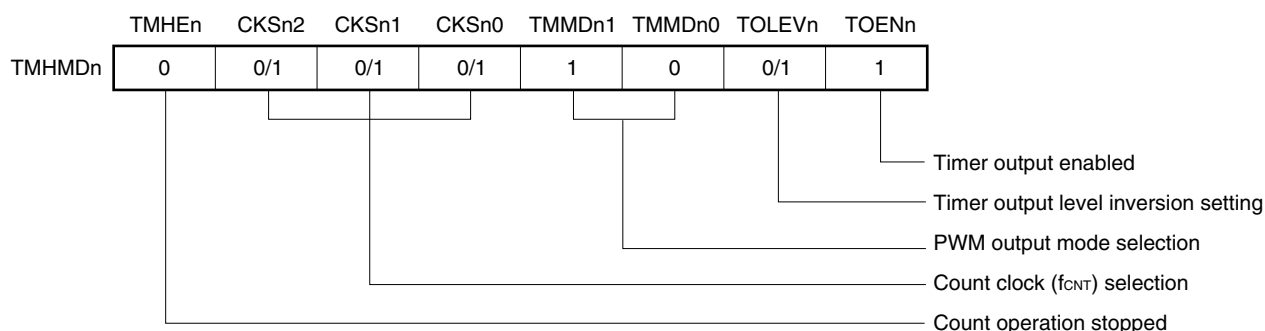 TMHEn CKSn2 CKSn1 CKSn0 TMMDn1 TMMDn0 TOLEVn TOENn
TMHMDn 0 0/1 0/1 0/1 1 0 0/1 1
Timer output enabled
Timer output level inversion setting
PWM output mode selection
Count clock (fCNT) selection
Count operation stopped